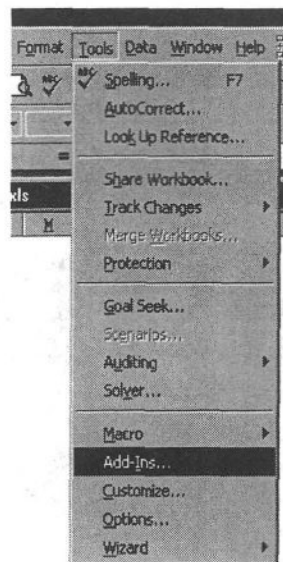 Format Tools Data Window Help
ABC Spelling... F7
AutoCorrect...
Look Up Reference...
=
xls
Share Workbook...
M
Track Changes
Merge Workbooks...
Protection
Goal Seek...
Scenarios...
Auditing
Solver...
Macro
Add-Ins...
Customize...
Options...
Wizard